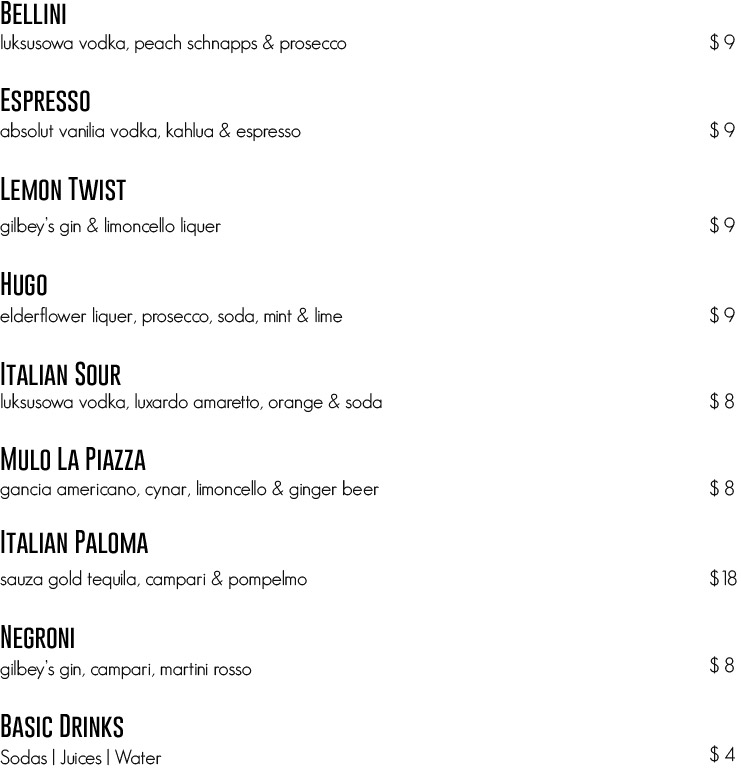 BELLINI
luksusowa vodka, peach schnapps & prosecco $ 9
ESPRESSO
absolut vanilia vodka, kahlua & espresso $ 9
LEMON TWIST
gilbey's gin & limoncello liquer $ 9
HUGO
elderflower liquer, prosecco, soda, mint & lime $ 9
ITALIAN SOUR
luksusowa vodka, luxardo amaretto, orange & soda $ 8
MULO LA PIAZZA
gancia americano, cynar, limoncello & ginger beer $ 8
ITALIAN PALOMA
sauza gold tequila, campari & pompelmo $18
NEGRONI
gilbey's gin, campari, martini rosso $ 8
BASIC DRINKS
Sodas | Juices | Water $ 4